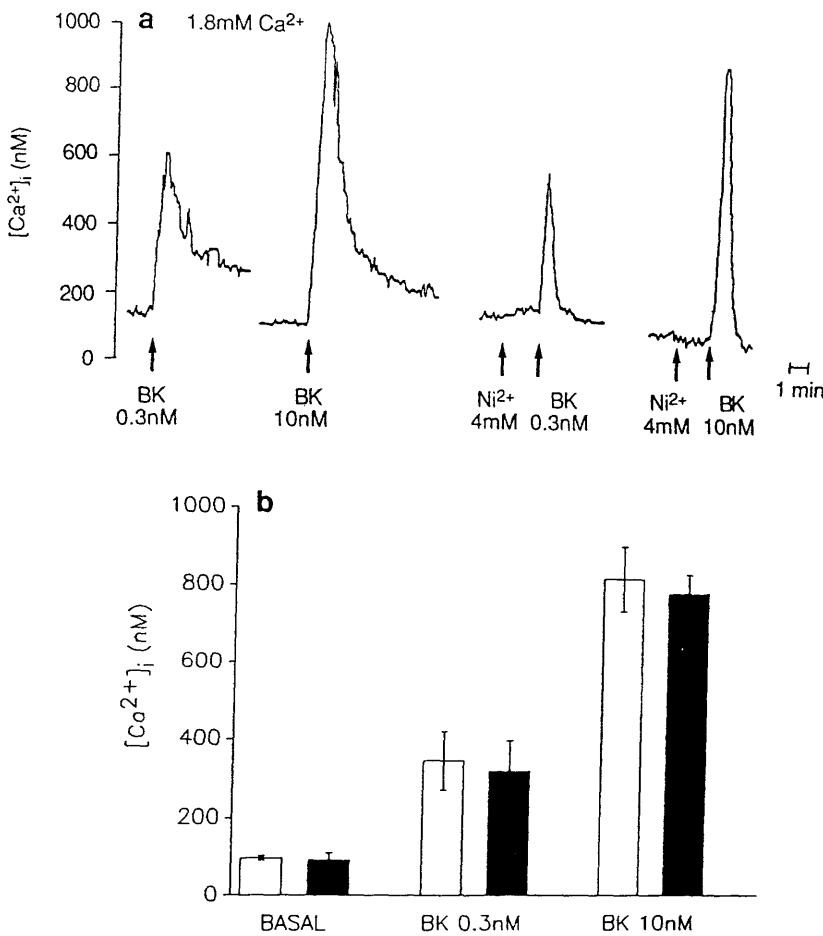 a 1.8mM Ca²⁺
[Ca²⁺]i (nM)
1000
800
600
400
200
0
BK
0.3nM
BK
10nM
Ni²⁺
4mM
BK
0.3nM
Ni²⁺
4mM
BK
10nM
1 min
b
[Ca²⁺]i (nM)
1000
800
600
400
200
0
BASAL
BK 0.3nM
BK 10nM